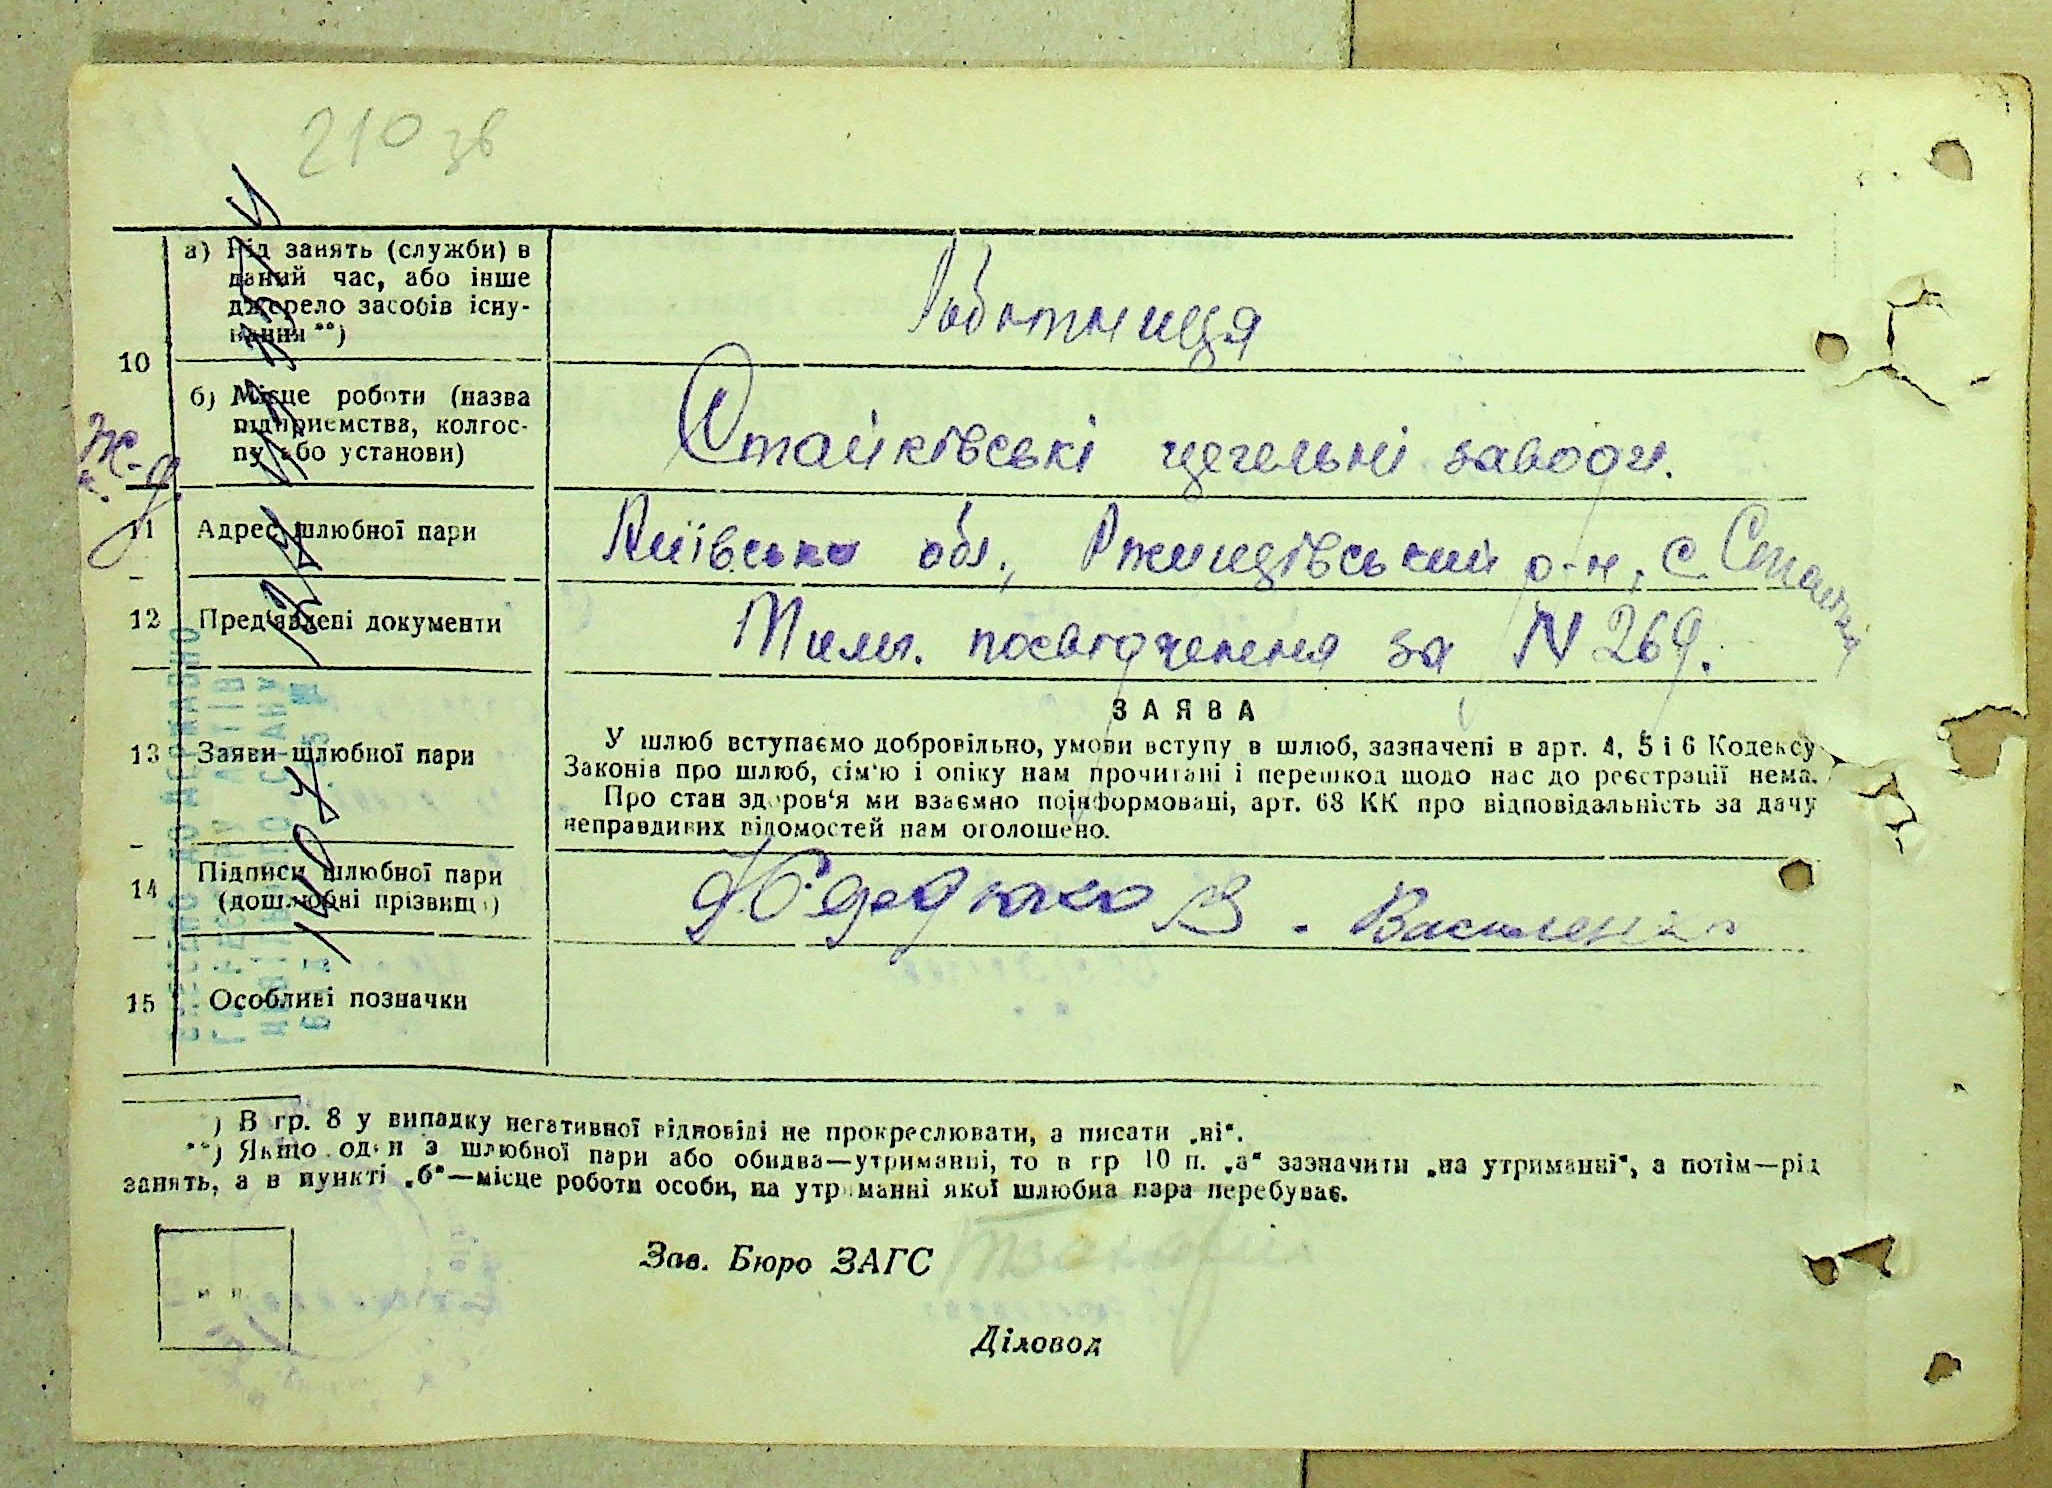 210 зв
10
а) Рід занять (служби) в
даний час, або інше
джерело засобів існу-
вання **)
Роботниця
б) Місце роботи (назва
підприємства, колгос-
пу або установи)
Стайківські цегельні заводи.
11 Адрес шлюбної пари
Київська обл., Ржищівський р-н, с. Стайки
12 Пред'явлені документи
Тимч. посвідчення за N 269.
13 Заяви шлюбної пари
ЗАЯВА
У шлюб вступаємо добровільно, умови вступу в шлюб, зазначені в арт. 4, 5 і 6 Кодексу
Законів про шлюб, сім'ю і опіку нам прочитані і перешкод щодо нас до реєстрації нема.
Про стан здоров'я ми взаємно поінформовані, арт. 68 КК про відповідальність за дачу
неправдивих відомостей нам оголошено.
14 Підписи шлюбної пари
(дошлюбні прізвищ )
Василенко
15 Особливі позначки
*) В гр. 8 у випадку негативної відповіді не прокреслювати, а писати „ні“.
**) Якщо один з шлюбної пари або обидва—утриманні, то в гр 10 п. „а“ зазначити „на утриманні“, а потім—рід
занять, а в пункті „б“—місце роботи особи, на утриманні якої шлюбна пара перебуває.
м п.
Зав. Бюро ЗАГС
Діловод